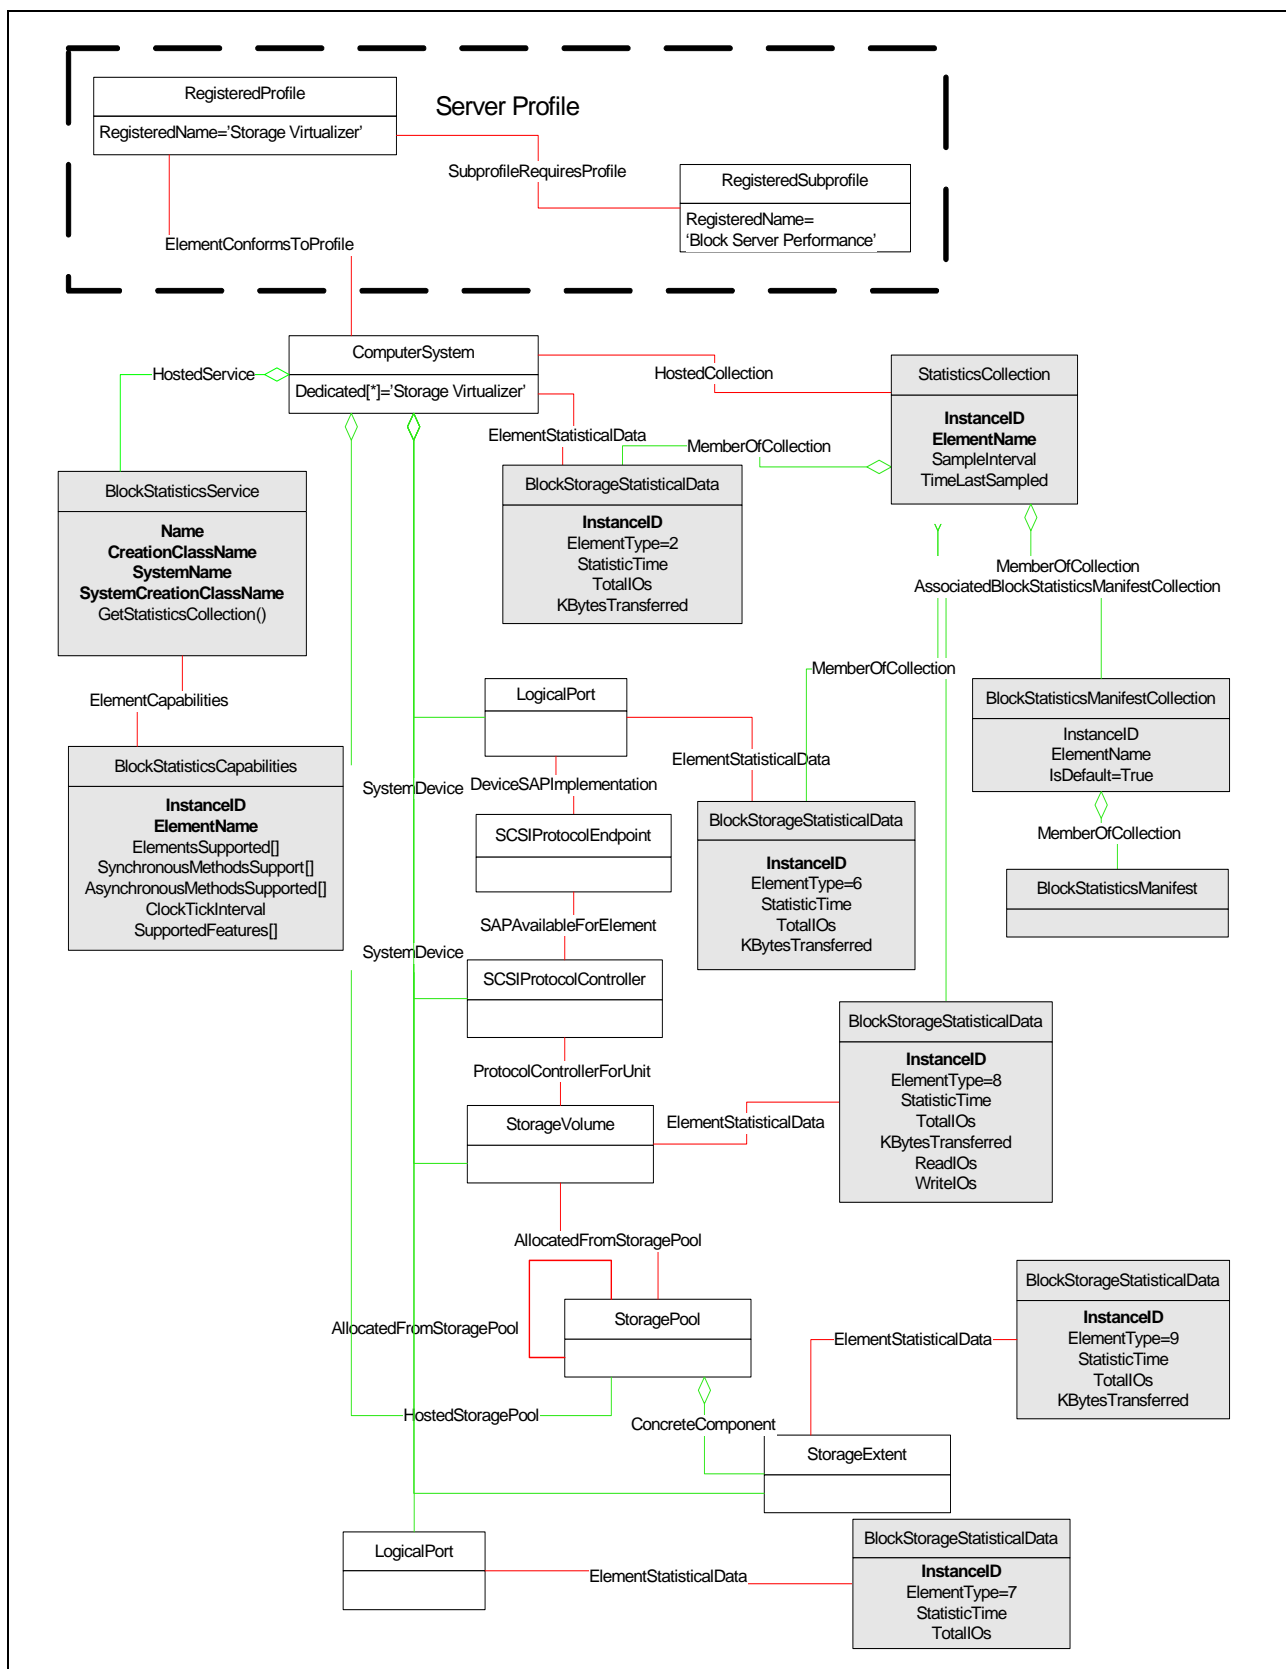 RegisteredProfile
RegisteredName='Storage Virtualizer'
Server Profile
SubprofileRequiresProfile
RegisteredSubprofile
RegisteredName=
'Block Server Performance'
ElementConformsToProfile
ComputerSystem
Dedicated[*]='Storage Virtualizer'
HostedService
HostedCollection
StatisticsCollection
InstanceID
ElementName
SampleInterval
TimeLastSampled
ElementStatisticalData
MemberOfCollection
BlockStatisticsService
Name
CreationClassName
SystemName
SystemCreationClassName
GetStatisticsCollection()
BlockStorageStatisticalData
InstanceID
ElementType=2
StatisticTime
TotalIOs
KBytesTransferred
MemberOfCollection
AssociatedBlockStatisticsManifestCollection
MemberOfCollection
ElementCapabilities
LogicalPort
BlockStatisticsManifestCollection
InstanceID
ElementName
IsDefault=True
ElementStatisticalData
BlockStatisticsCapabilities
InstanceID
ElementName
ElementsSupported[]
SynchronousMethodsSupport[]
AsynchronousMethodsSupported[]
ClockTickInterval
SupportedFeatures[]
SystemDevice
DeviceSAPImplementation
SCSIProtocolEndpoint
BlockStorageStatisticalData
InstanceID
ElementType=6
StatisticTime
TotalIOs
KBytesTransferred
MemberOfCollection
BlockStatisticsManifest
SAPAvailableForElement
SystemDevice
SCSIProtocolController
ProtocolControllerForUnit
BlockStorageStatisticalData
InstanceID
ElementType=8
StatisticTime
TotalIOs
KBytesTransferred
ReadIOs
WriteIOs
StorageVolume
ElementStatisticalData
AllocatedFromStoragePool
StoragePool
AllocatedFromStoragePool
BlockStorageStatisticalData
InstanceID
ElementType=9
StatisticTime
TotalIOs
KBytesTransferred
ElementStatisticalData
HostedStoragePool
ConcreteComponent
StorageExtent
LogicalPort
ElementStatisticalData
BlockStorageStatisticalData
InstanceID
ElementType=7
StatisticTime
TotalIOs